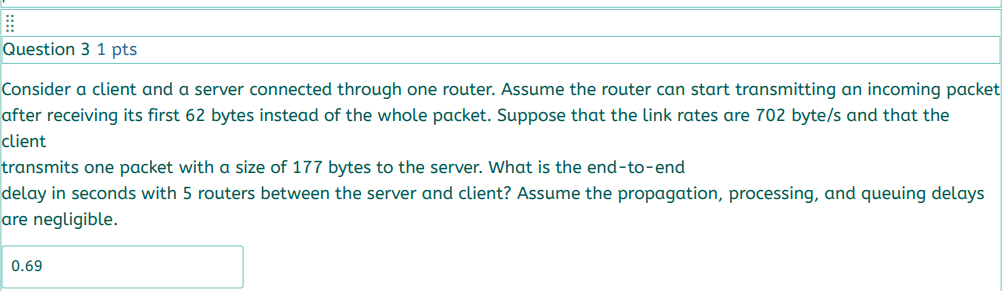 Question 3 1 pts
Consider a client and a server connected through one router. Assume the router can start transmitting an incoming packet
after receiving its first 62 bytes instead of the whole packet. Suppose that the link rates are 702 byte/s and that the
client
transmits one packet with a size of 177 bytes to the server. What is the end-to-end
delay in seconds with 5 routers between the server and client? Assume the propagation, processing, and queuing delays
are negligible.
0.69